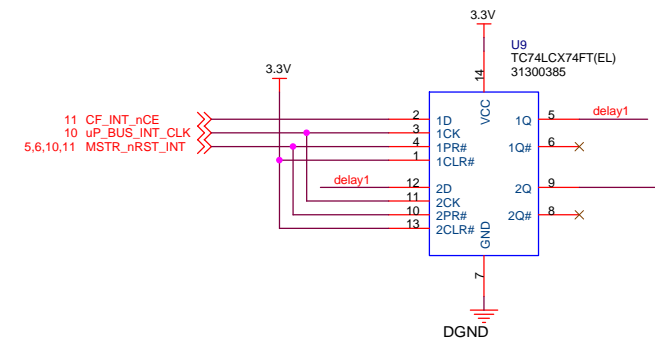 3.3V
U9
TC74LCX74FT(EL)
31300385
3.3V
14
VCC
11 CF_INT_nCE
10 uP_BUS_INT_CLK
5,6,10,11 MSTR_nRST_INT
2 1D
3 1CK
4 1PR#
1 1CLR#
1Q 5 delay1
1Q# 6
delay1 12 2D
11 2CK
10 2PR#
13 2CLR#
2Q 9
2Q# 8
GND
7
DGND